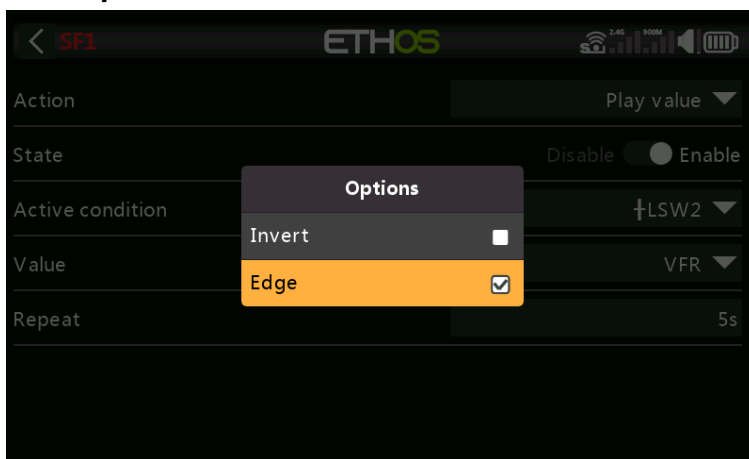 SF1 ETHOS 2.4G 900M
Action Play value
State Disable Enable
Options
Active condition ƗLSW2
Invert
Value VFR
Edge
Repeat 5s